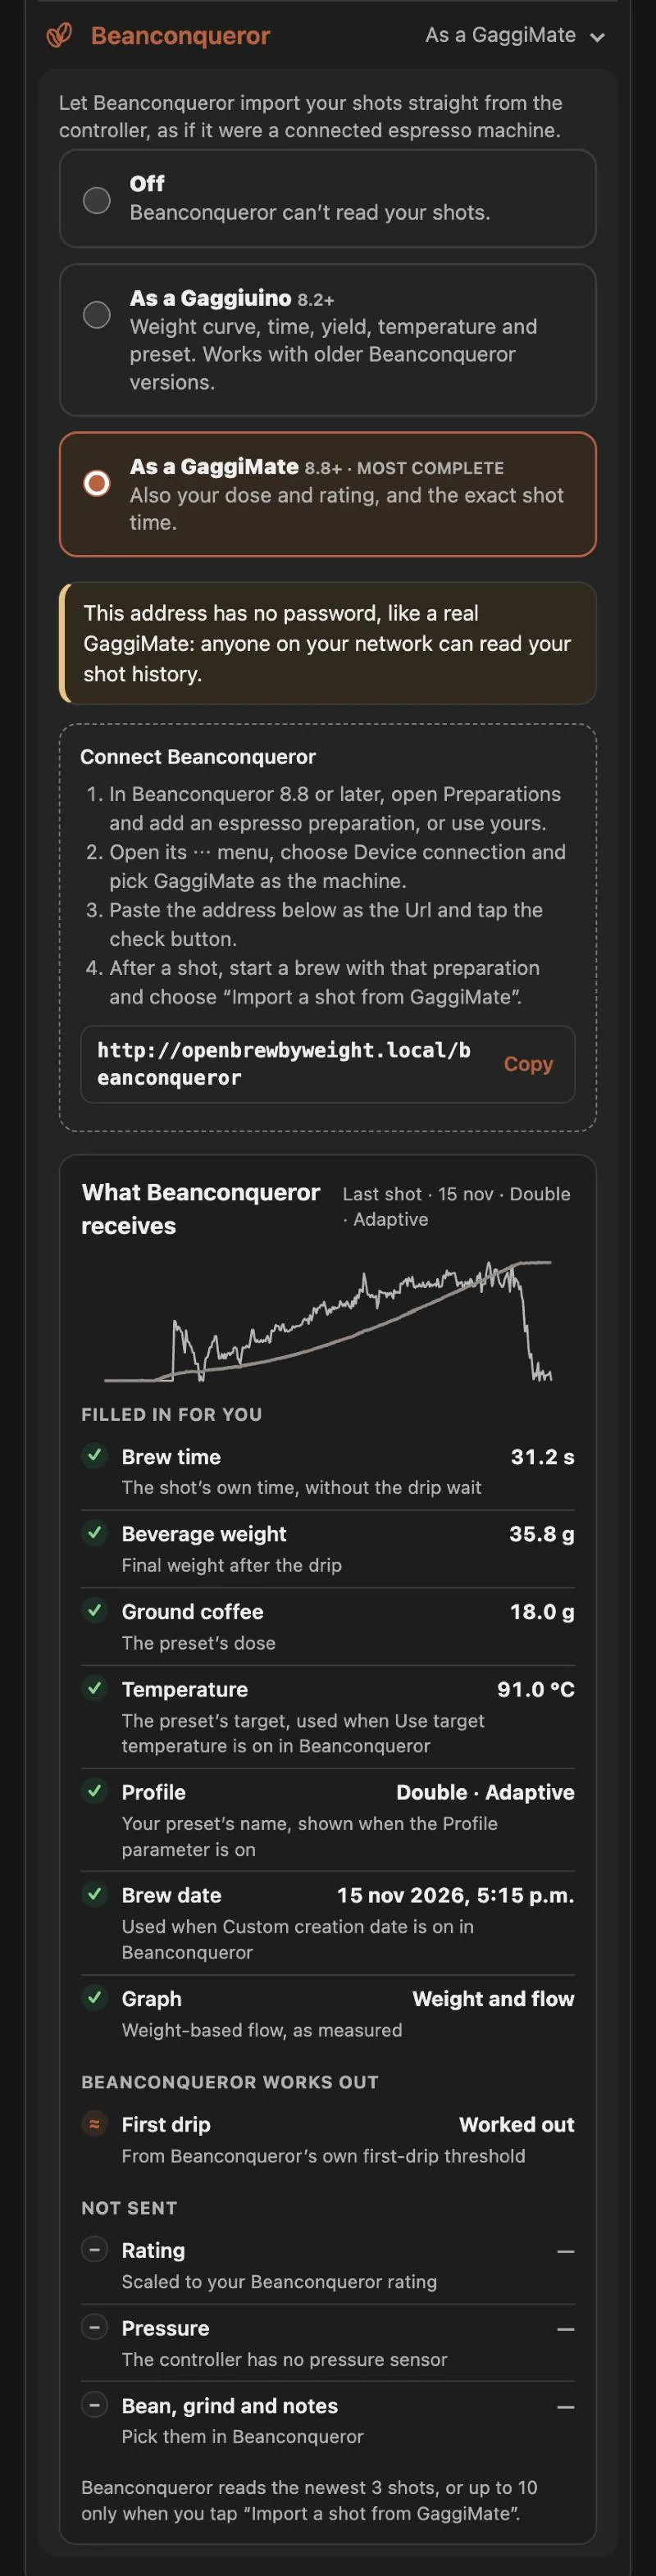 Beanconqueror
As a GaggiMate
Let Beanconqueror import your shots straight from the
controller, as if it were a connected espresso machine.
Off
Beanconqueror can’t read your shots.
As a Gaggiuino 8.2+
Weight curve, time, yield, temperature and
preset. Works with older Beanconqueror
versions.
As a GaggiMate 8.8+ · MOST COMPLETE
Also your dose and rating, and the exact shot
time.
This address has no password, like a real
GaggiMate: anyone on your network can read your
shot history.
Connect Beanconqueror
1. In Beanconqueror 8.8 or later, open Preparations
and add an espresso preparation, or use yours.
2. Open its ··· menu, choose Device connection and
pick GaggiMate as the machine.
3. Paste the address below as the Url and tap the
check button.
4. After a shot, start a brew with that preparation
and choose “Import a shot from GaggiMate”.
http://openbrewbyweight.local/b
eanconqueror
Copy
What Beanconqueror
receives
Last shot · 15 nov · Double
· Adaptive
FILLED IN FOR YOU
Brew time 31.2 s
The shot’s own time, without the drip wait
Beverage weight 35.8 g
Final weight after the drip
Ground coffee 18.0 g
The preset’s dose
Temperature 91.0 °C
The preset’s target, used when Use target
temperature is on in Beanconqueror
Profile Double · Adaptive
Your preset’s name, shown when the Profile
parameter is on
Brew date 15 nov 2026, 5:15 p.m.
Used when Custom creation date is on in
Beanconqueror
Graph Weight and flow
Weight-based flow, as measured
BEANCONQUEROR WORKS OUT
≈ First drip Worked out
From Beanconqueror’s own first-drip threshold
NOT SENT
Rating —
Scaled to your Beanconqueror rating
Pressure —
The controller has no pressure sensor
Bean, grind and notes —
Pick them in Beanconqueror
Beanconqueror reads the newest 3 shots, or up to 10
only when you tap “Import a shot from GaggiMate”.